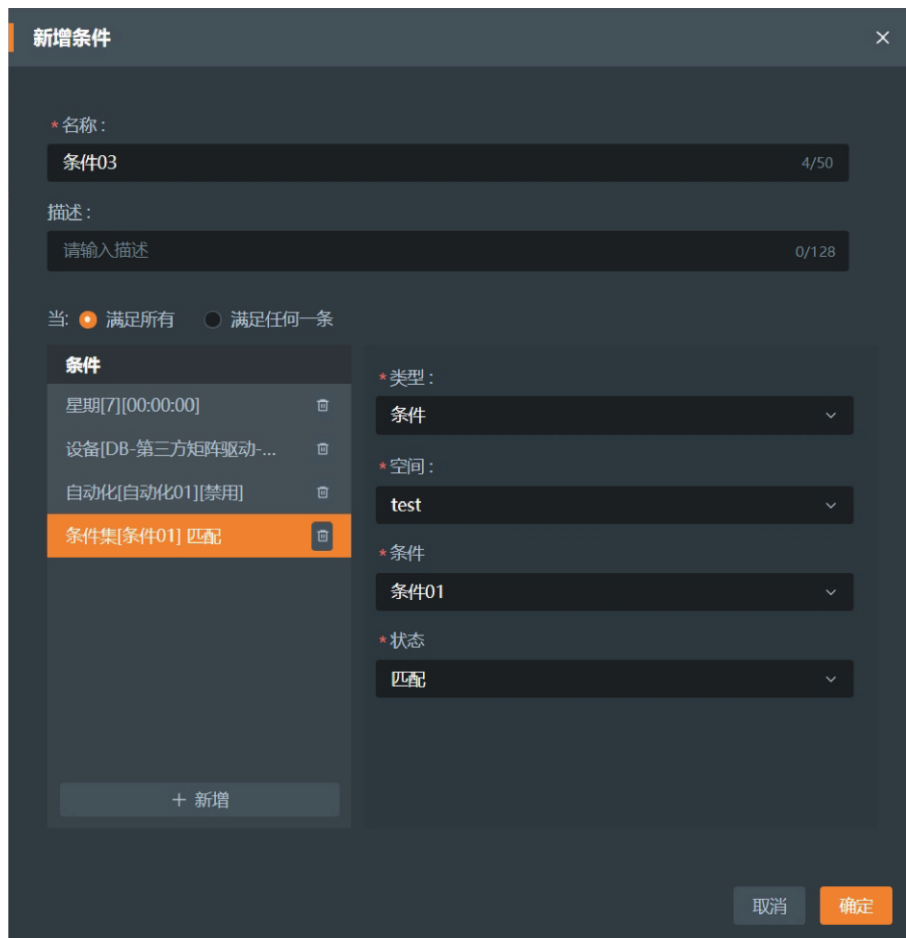 新增条件
*名称：
条件03 4/50
描述：
请输入描述 0/128
当: 满足所有 满足任何一条
条件
星期[7][00:00:00]
设备[DB-第三方矩阵驱动-...
自动化[自动化01][禁用]
条件集[条件01] 匹配
+ 新增
*类型：
条件
*空间：
test
*条件
条件01
*状态
匹配
取消 确定